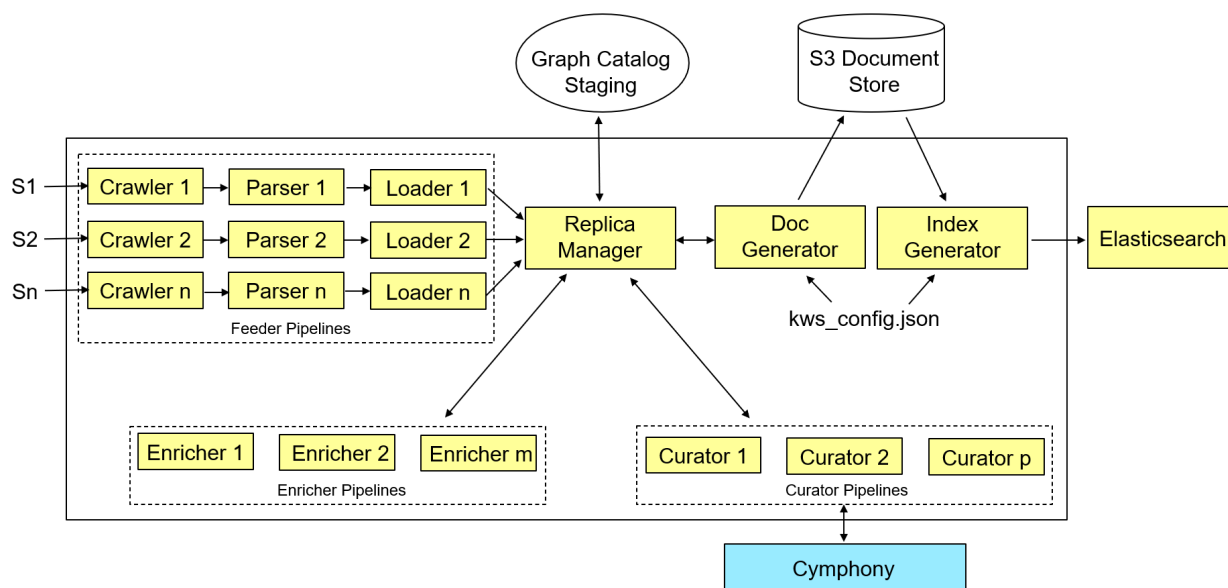 Graph Catalog
Staging
S3 Document
Store
S1
Crawler 1
Parser 1
Loader 1
S2
Crawler 2
Parser 2
Loader 2
Sn
Crawler n
Parser n
Loader n
Feeder Pipelines
Replica
Manager
Doc
Generator
Index
Generator
Elasticsearch
kws_config.json
Enricher 1
Enricher 2
Enricher m
Enricher Pipelines
Curator 1
Curator 2
Curator p
Curator Pipelines
Cymphony